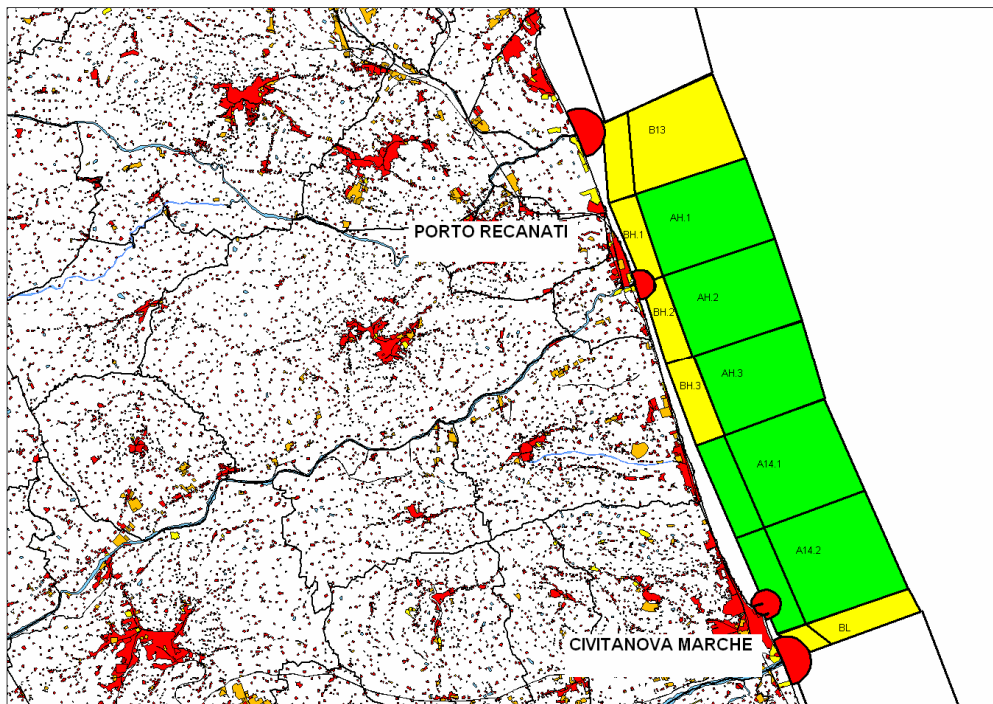 B13
AH.1
PORTO RECANATI
BH.1
AH.2
BH.2
AH.3
BH.3
A14.1
A14.2
BL
CIVITANOVA MARCHE